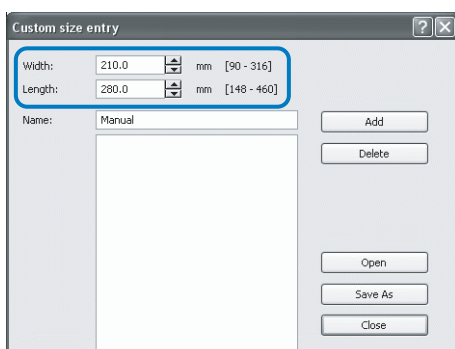 Custom size entry
Width: 210.0 mm [90 - 316]
Length: 280.0 mm [148 - 460]
Name: Manual
Add
Delete
Open
Save As
Close